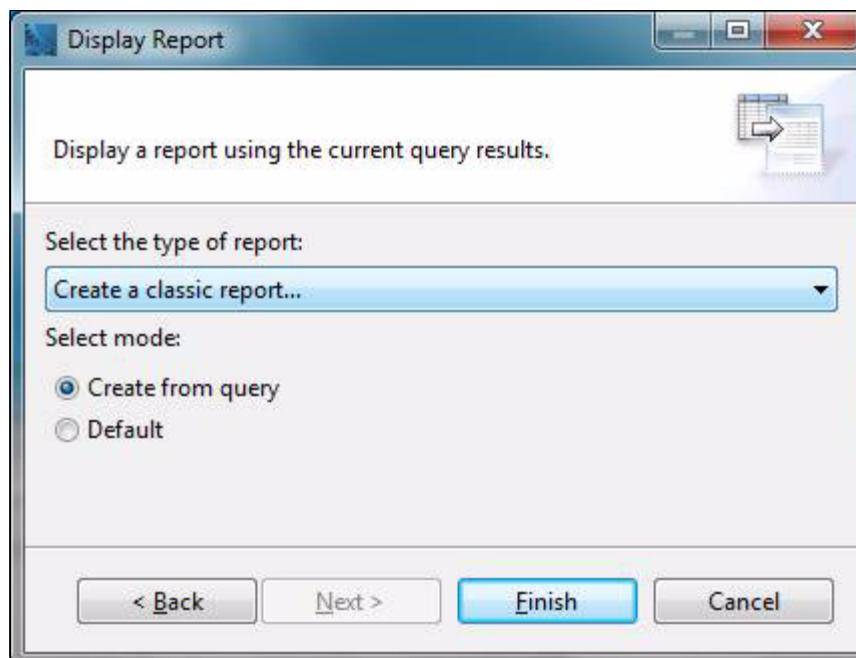 Display Report
Display a report using the current query results.
Select the type of report:
Create a classic report...
Select mode:
Create from query
Default
< Back Next > Finish Cancel